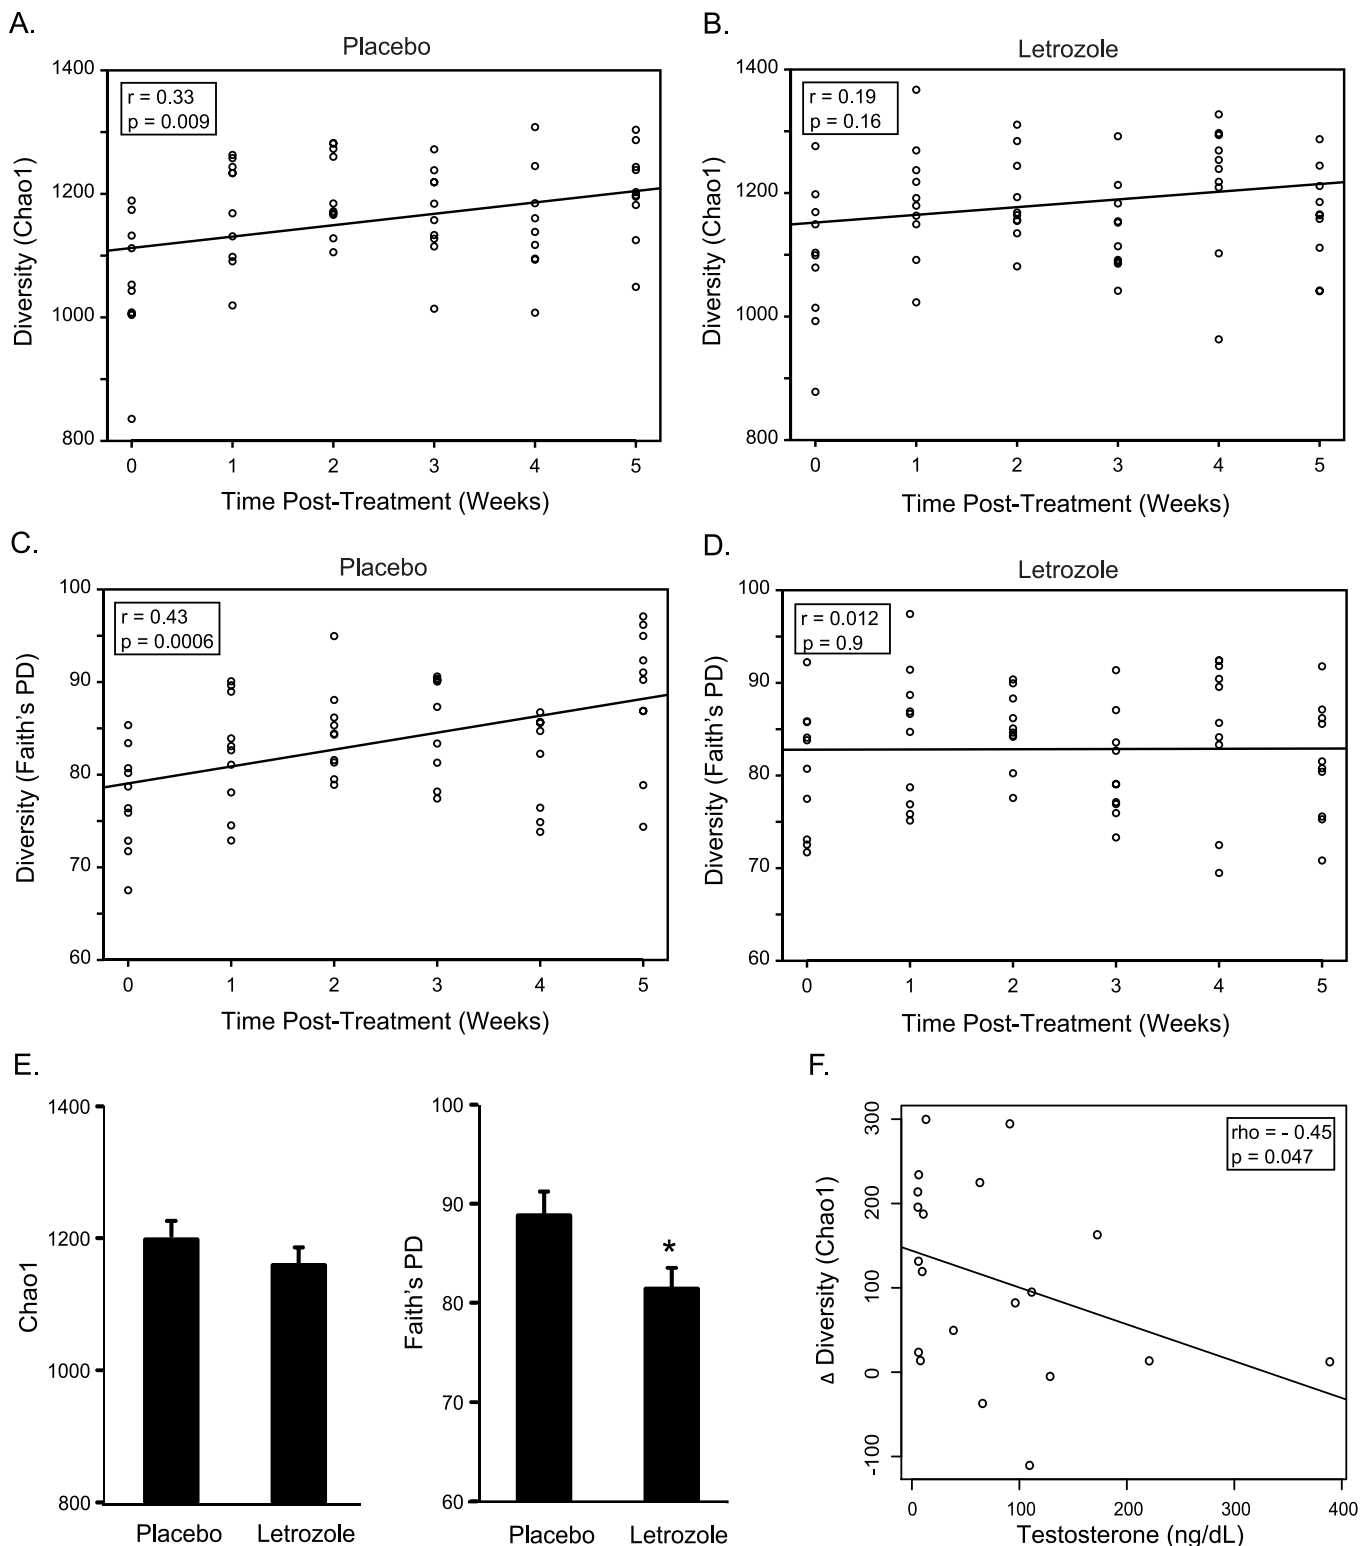 A.
Placebo
r = 0.33
p = 0.009
Diversity (Chao1)
1400
1200
1000
800
0 1 2 3 4 5
Time Post-Treatment (Weeks)
B.
Letrozole
r = 0.19
p = 0.16
Diversity (Chao1)
1400
1200
1000
800
0 1 2 3 4 5
Time Post-Treatment (Weeks)
C.
Placebo
r = 0.43
p = 0.0006
Diversity (Faith's PD)
100
90
80
70
60
0 1 2 3 4 5
Time Post-Treatment (Weeks)
D.
Letrozole
r = 0.012
p = 0.9
Diversity (Faith's PD)
100
90
80
70
60
0 1 2 3 4 5
Time Post-Treatment (Weeks)
E.
Chao1
1400
1200
1000
800
Placebo Letrozole
Faith's PD
100
90
80
70
60
*
Placebo Letrozole
F.
rho = - 0.45
p = 0.047
Δ Diversity (Chao1)
300
200
100
0
-100
0 100 200 300 400
Testosterone (ng/dL)